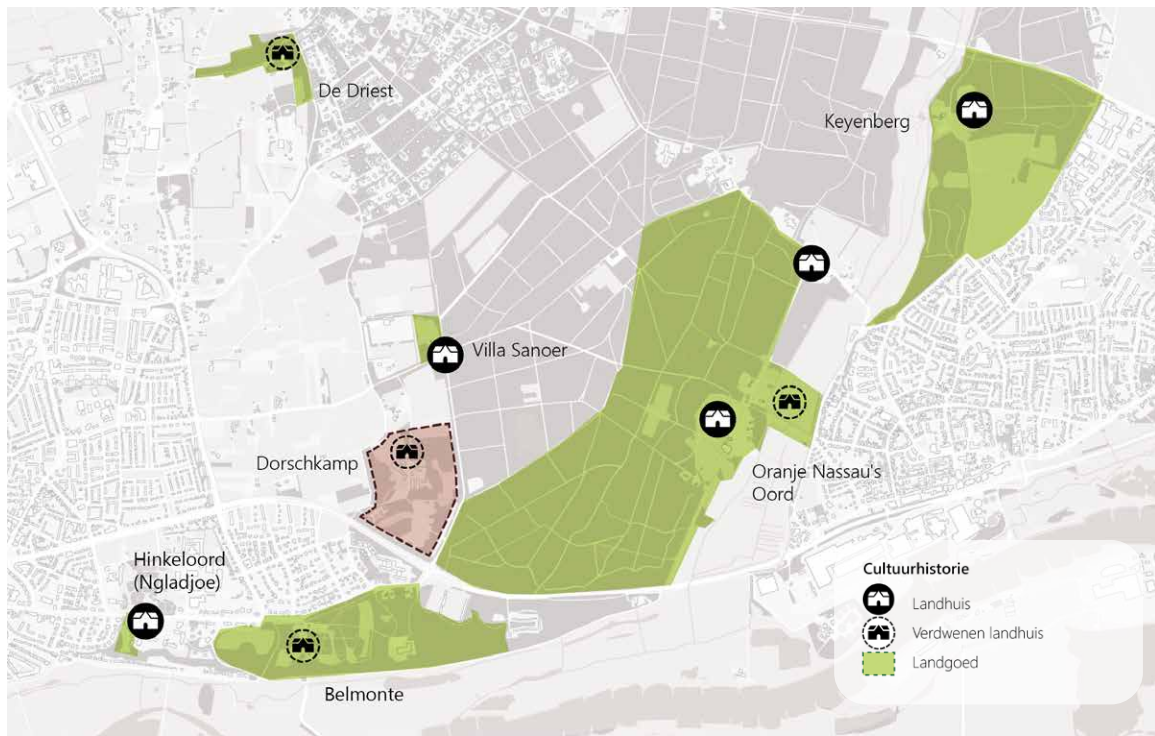 De Driest
Keyenberg
Villa Sanoer
Dorschkamp
Oranje Nassau's
Oord
Hinkeloord
(Ngladjoe)
Belmonte
Cultuurhistorie
Landhuis
Verdwenen landhuis
Landgoed